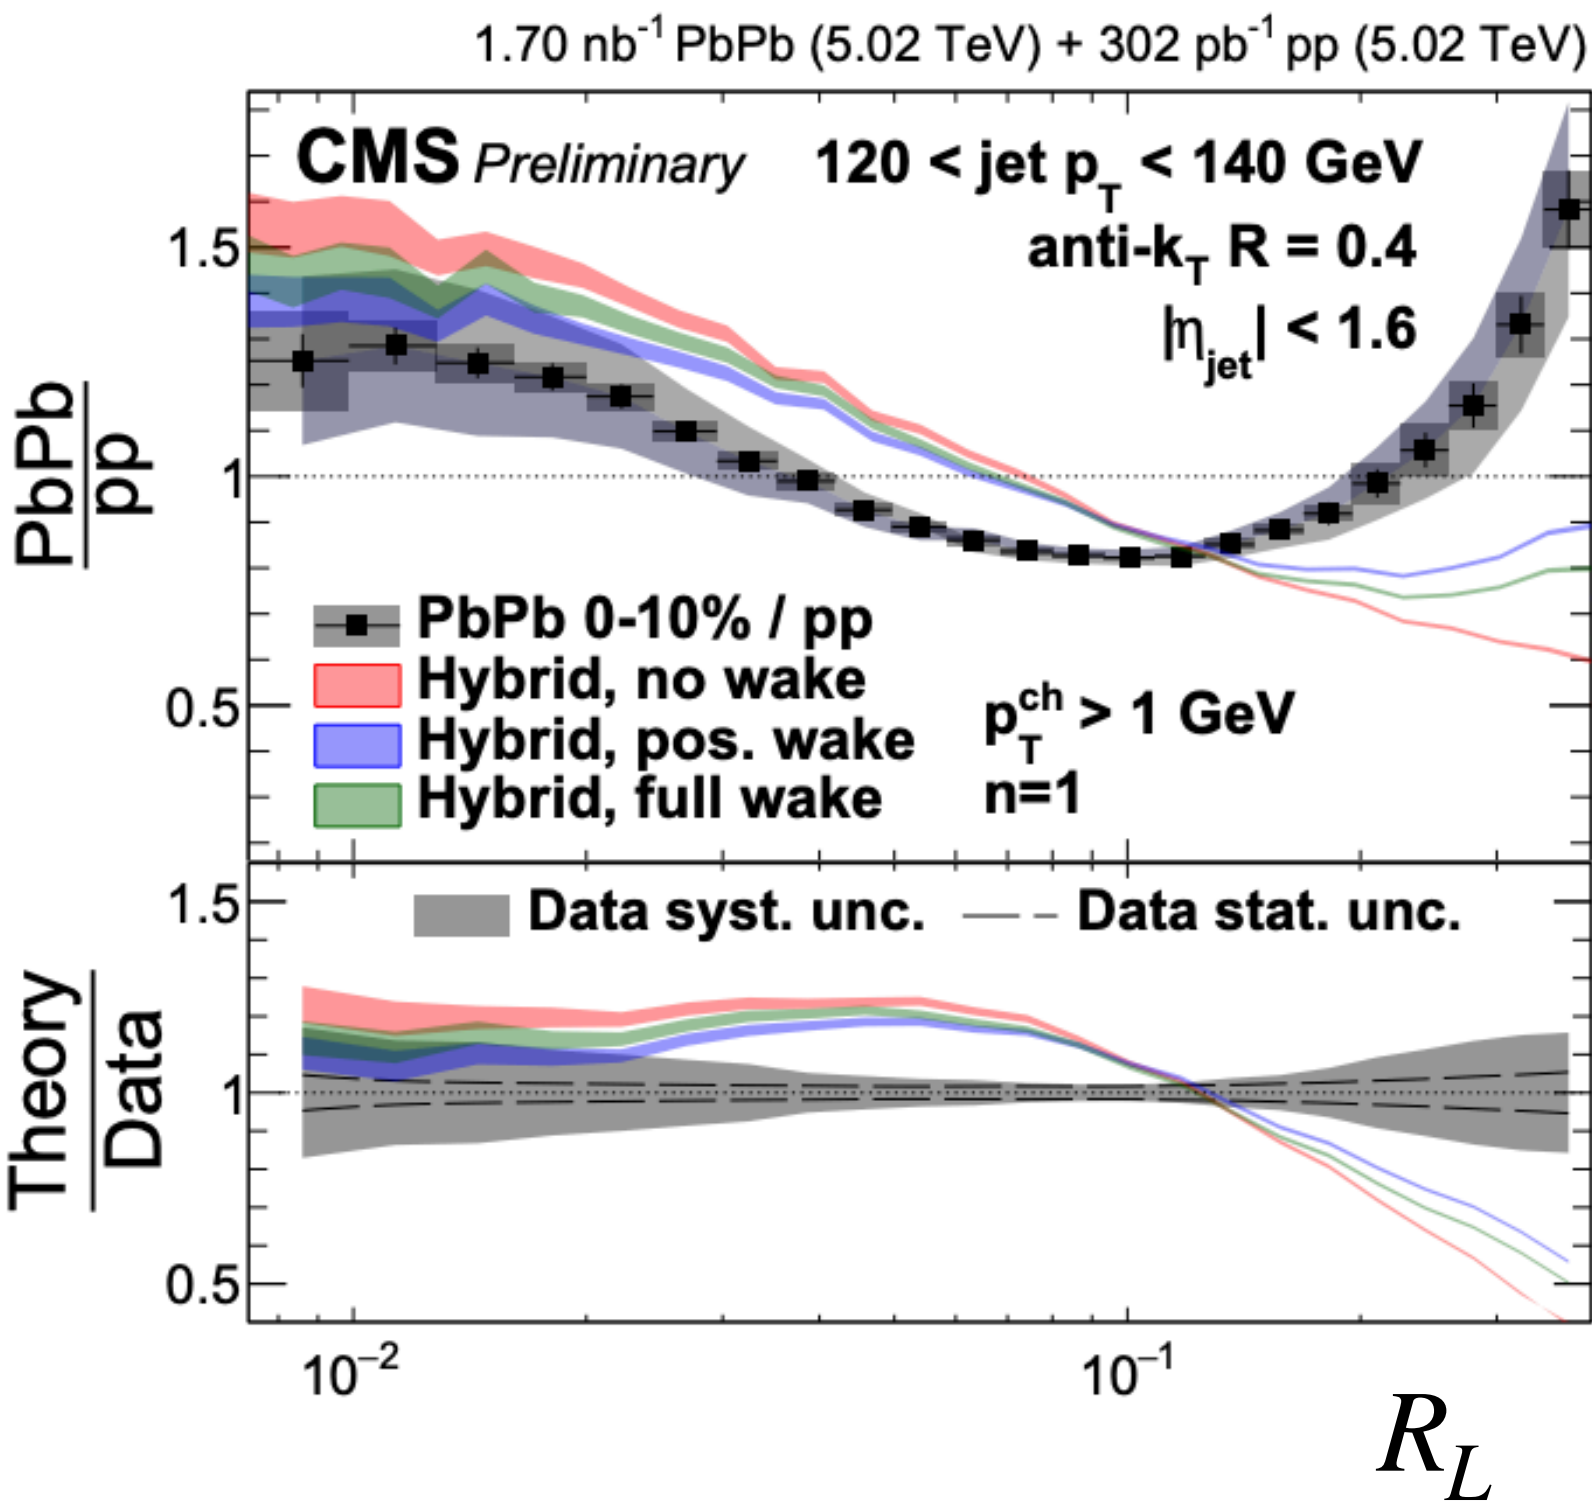 1.70 nb-1 PbPb (5.02 TeV) + 302 pb-1 pp (5.02 TeV)
CMS Preliminary
120 < jet pT < 140 GeV
anti-kT R = 0.4
|ηjet| < 1.6
PbPb
pp
1.5
1
0.5
PbPb 0-10% / pp
Hybrid, no wake
Hybrid, pos. wake
Hybrid, full wake
pTch > 1 GeV
n=1
Theory
Data
1.5
1
0.5
Data syst. unc.
Data stat. unc.
10−2
10−1
RL